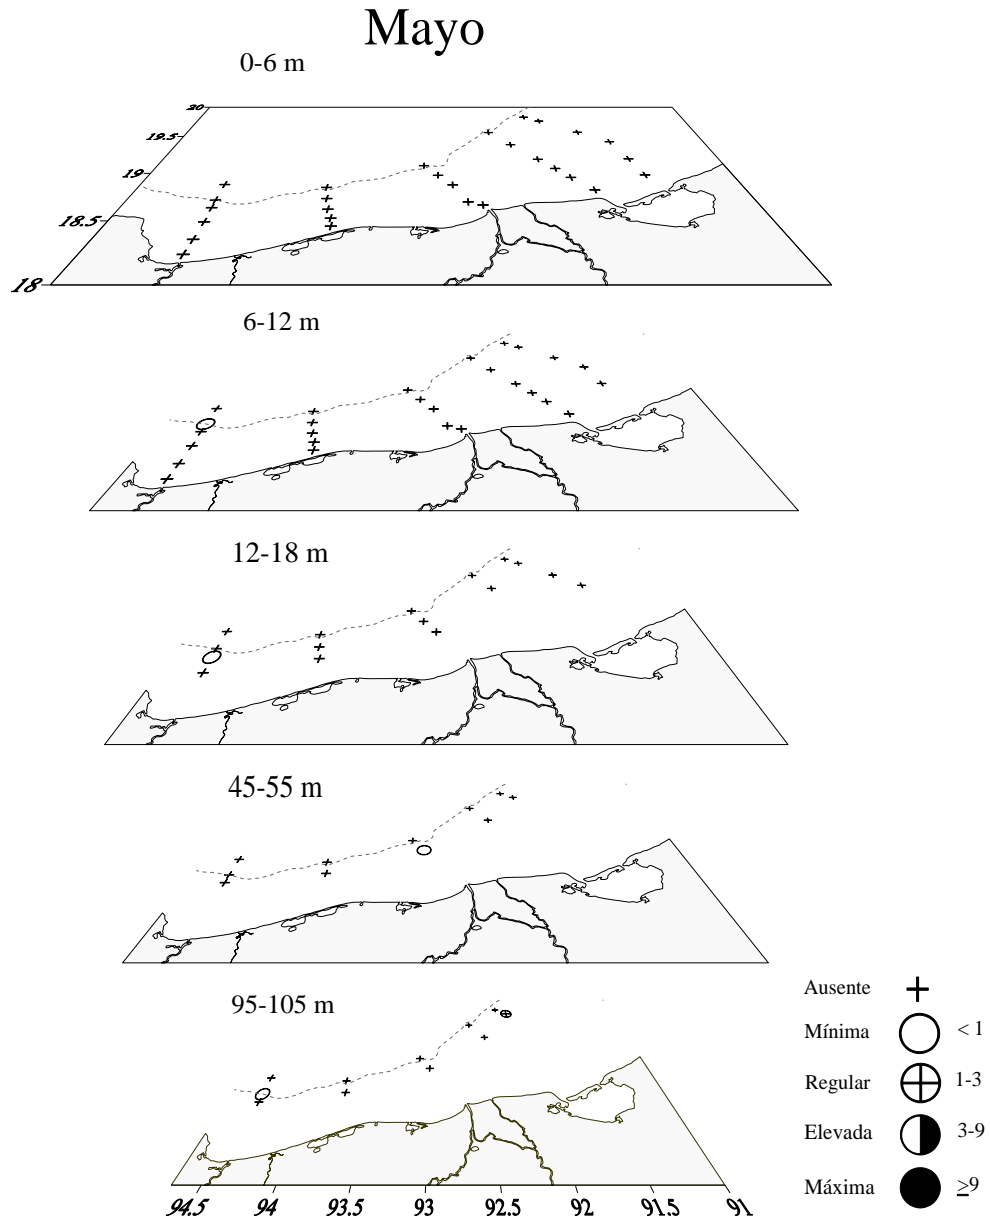 Mayo
0-6 m
20
19.5
19
18.5
18
6-12 m
12-18 m
45-55 m
95-105 m
Ausente
Mínima < 1
Regular 1-3
Elevada 3-9
Máxima ≥9
94.5 94 93.5 93 92.5 92 91.5 91